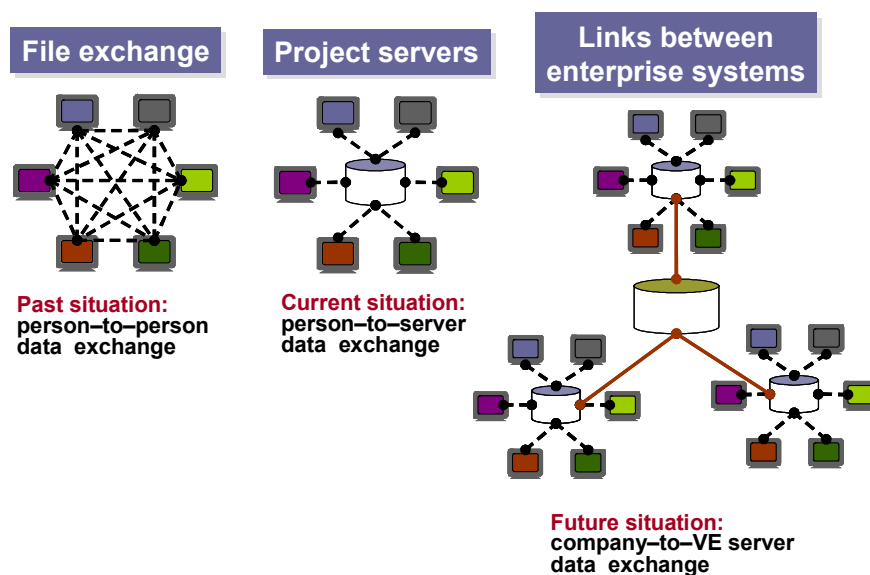 File exchange
Project servers
Links between
enterprise systems
Past situation:
person–to–person
data exchange
Current situation:
person–to–server
data exchange
Future situation:
company–to–VE server
data exchange